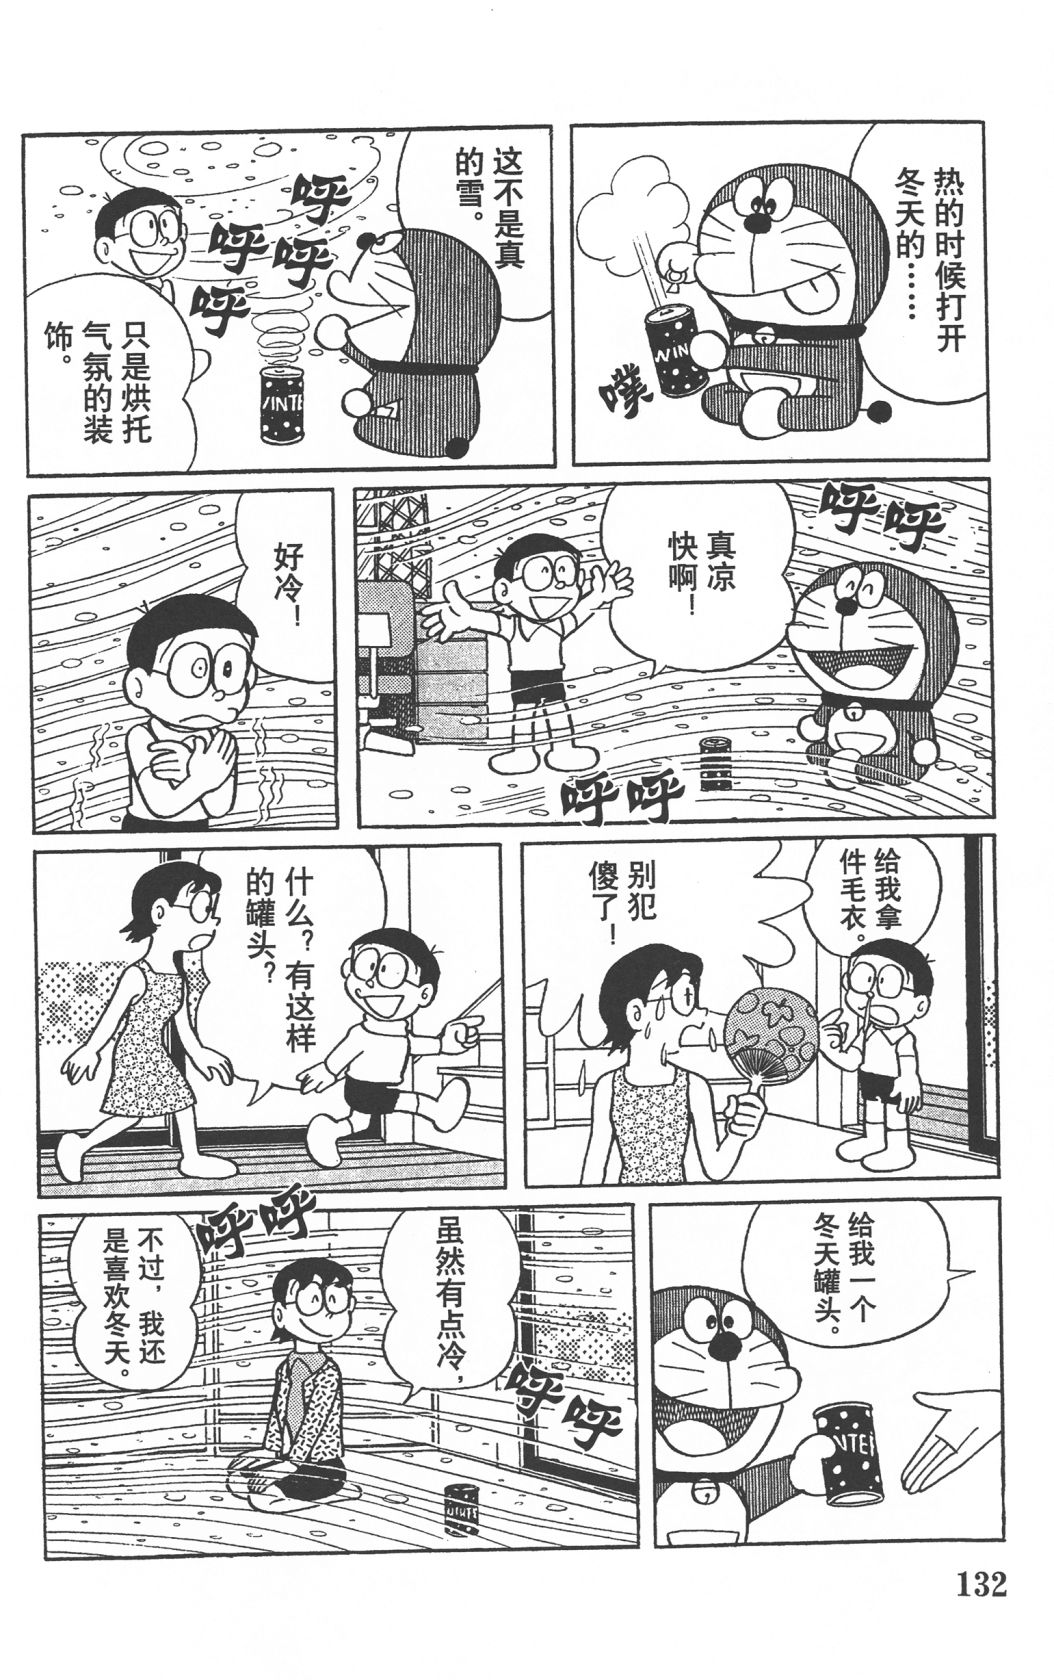 热的时候打开
冬天的……
噗
WIN
这不是真
的雪。
呼
呼
呼
呼
WINTE
只是烘托
气氛的装
饰。
呼呼
真凉
快啊！
呼呼
好冷！
给我拿
件毛衣。
别犯
傻了！
什么？有这样
的罐头？
给我一个
冬天罐头。
NTER
虽然有点冷，
呼呼
呼呼
WINTE
不过，我还
是喜欢冬天。
132